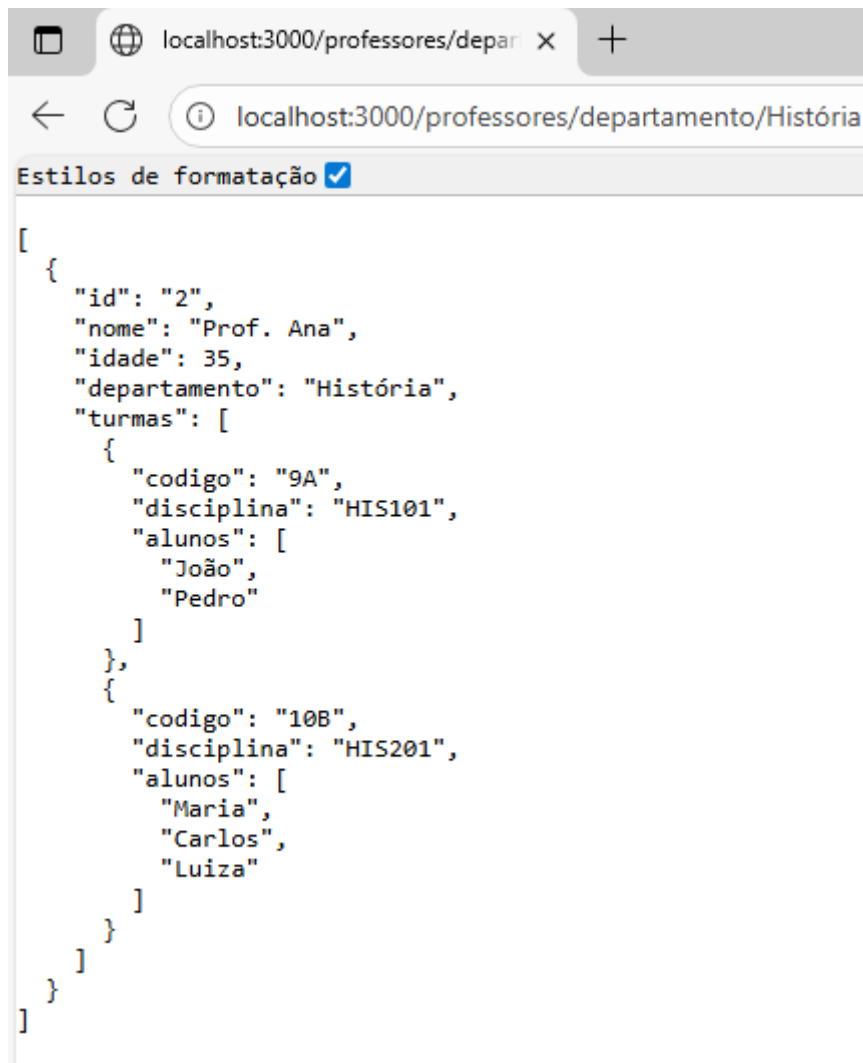 localhost:3000/professores/depar
localhost:3000/professores/departamento/História
Estilos de formatação
[
  {
    "id": "2",
    "nome": "Prof. Ana",
    "idade": 35,
    "departamento": "História",
    "turmas": [
      {
        "codigo": "9A",
        "disciplina": "HIS101",
        "alunos": [
          "João",
          "Pedro"
        ]
      },
      {
        "codigo": "10B",
        "disciplina": "HIS201",
        "alunos": [
          "Maria",
          "Carlos",
          "Luiza"
        ]
      }
    ]
  }
]